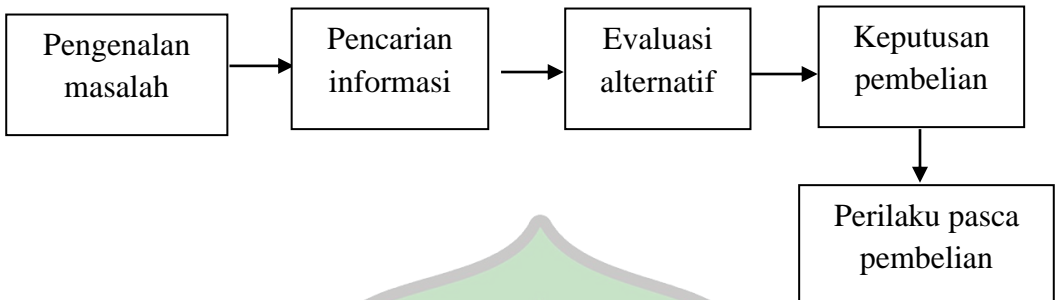 Pengenalan
masalah
Pencarian
informasi
Evaluasi
alternatif
Keputusan
pembelian
Perilaku pasca
pembelian